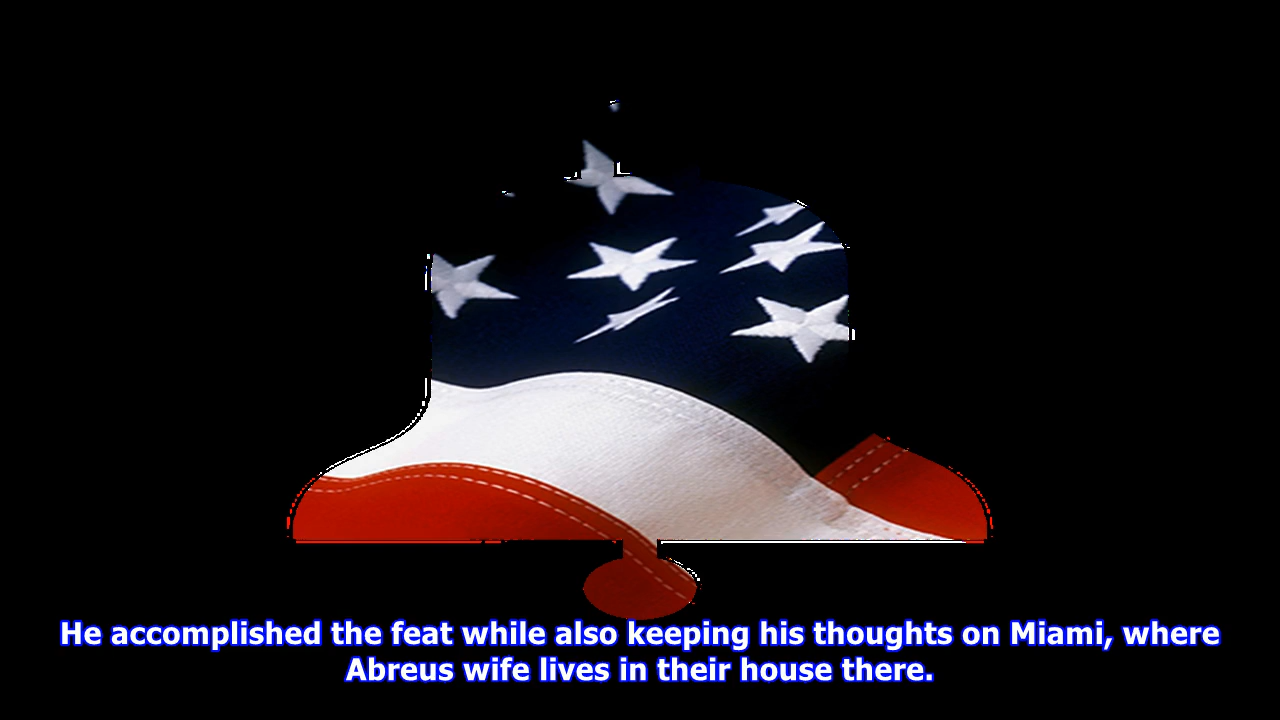 He accomplished the feat while also keeping his thoughts on Miami, where
Abreus wife lives in their house there.